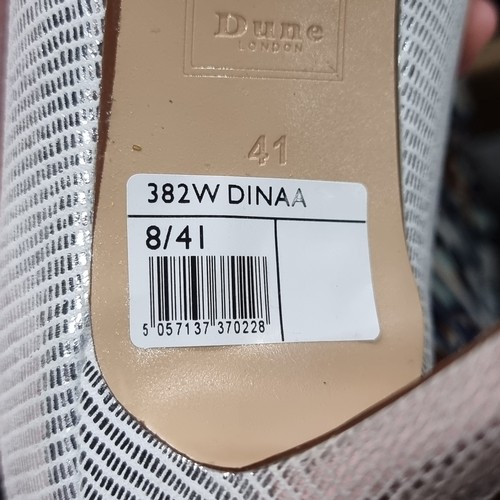 Dune
LONDON
41
382W DINAA
8/41
5 057137 370228